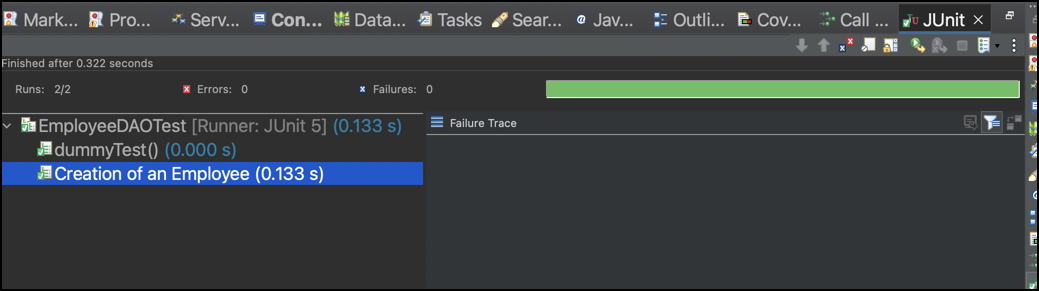 Mark... Pro... Serv... Con... Data... Tasks Sear... @ Jav... Outli... Cov... Call ... JU JUnit
Finished after 0.322 seconds
Runs: 2/2 Errors: 0 Failures: 0
EmployeeDAOTest [Runner: JUnit 5] (0.133 s)
Failure Trace
dummyTest() (0.000 s)
Creation of an Employee (0.133 s)